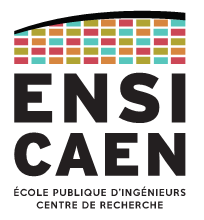 ENSI
CAEN
ÉCOLE PUBLIQUE D'INGÉNIEURS
CENTRE DE RECHERCHE